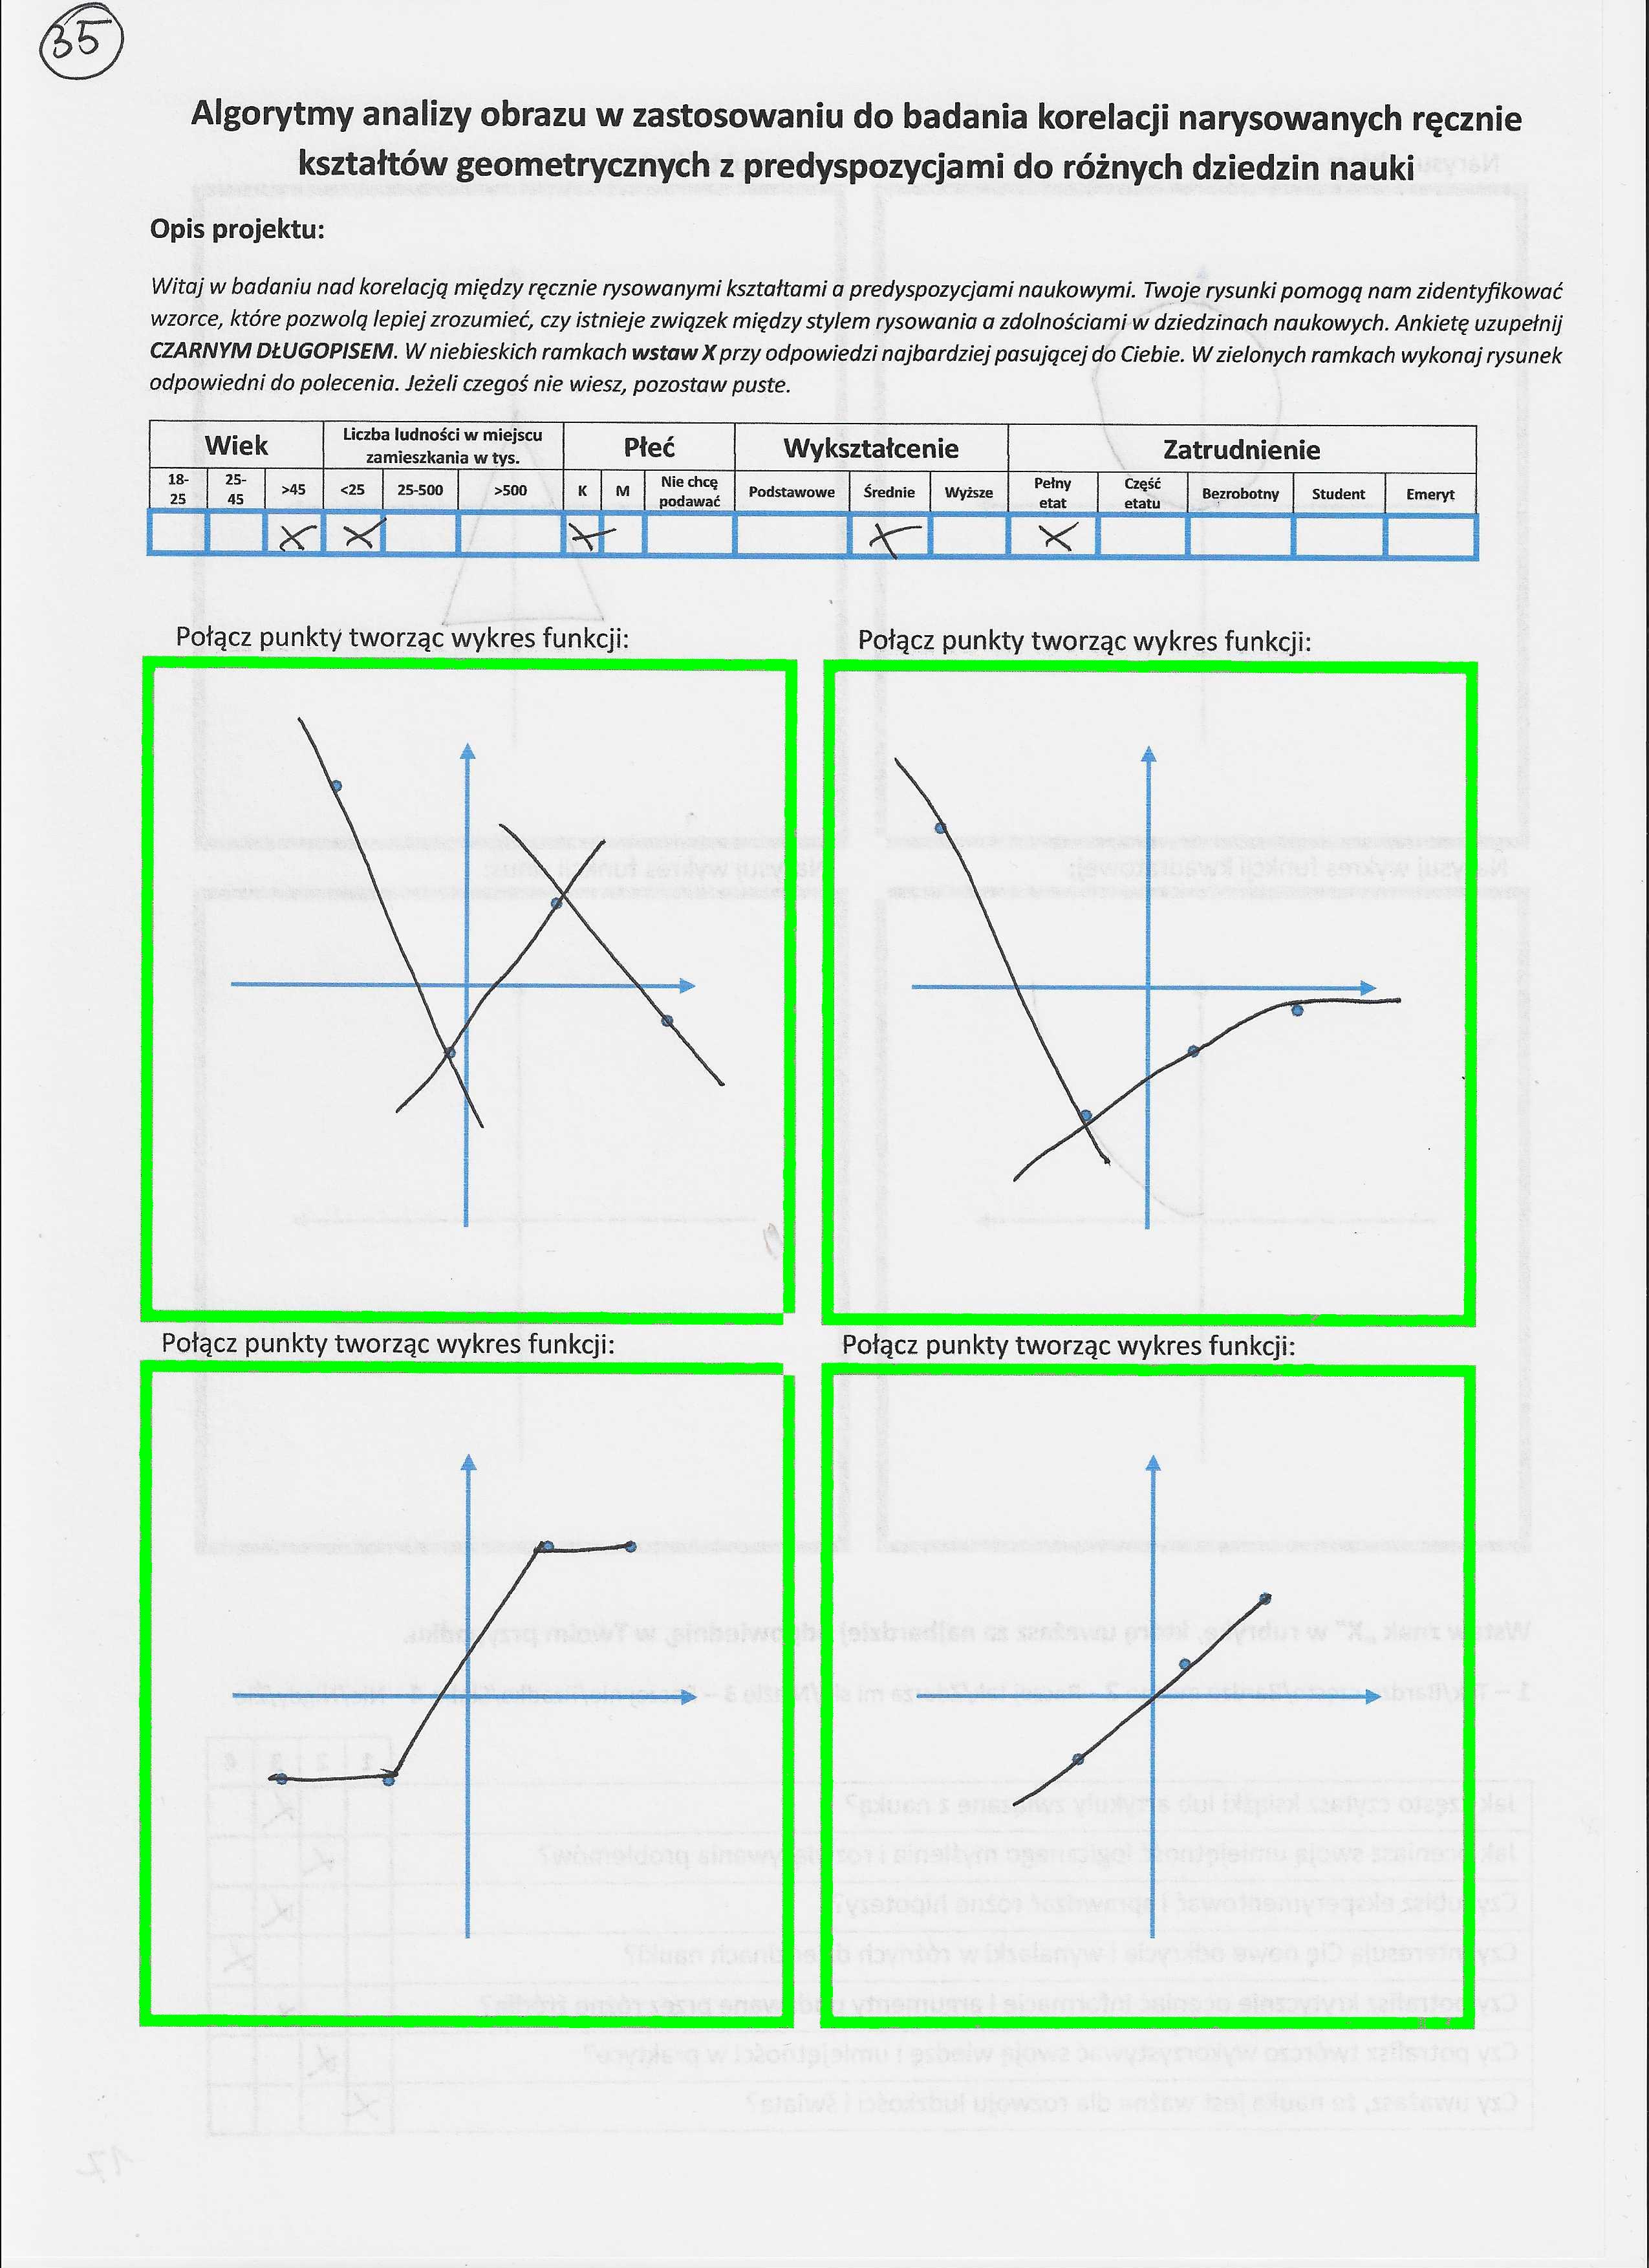 35
Algorytmy analizy obrazu w zastosowaniu do badania korelacji narysowanych ręcznie
kształtów geometrycznych z predyspozycjami do różnych dziedzin nauki
Opis projektu:
Witaj w badaniu nad korelacją między ręcznie rysowanymi kształtami a predyspozycjami naukowymi. Twoje rysunki pomogą nam zidentyfikować
wzorce, które pozwolą lepiej zrozumieć, czy istnieje związek między stylem rysowania a zdolnościami w dziedzinach naukowych. Ankietę uzupełnij
CZARNYM DŁUGOPISEM. W niebieskich ramkach wstaw X przy odpowiedzi najbardziej pasującej do Ciebie. W zielonych ramkach wykonaj rysunek
odpowiedni do polecenia. Jeżeli czegoś nie wiesz, pozostaw puste.
Wiek Liczba ludności w miejscu zamieszkania w tys. Płeć Wykształcenie Zatrudnienie
18-25 25-45 >45 <25 25-500 >500 K M Nie chcę podawać Podstawowe Średnie Wyższe Pełny etat Część etatu Bezrobotny Student Emeryt
X X X X X
Połącz punkty tworząc wykres funkcji: Połącz punkty tworząc wykres funkcji:
Połącz punkty tworząc wykres funkcji: Połącz punkty tworząc wykres funkcji: